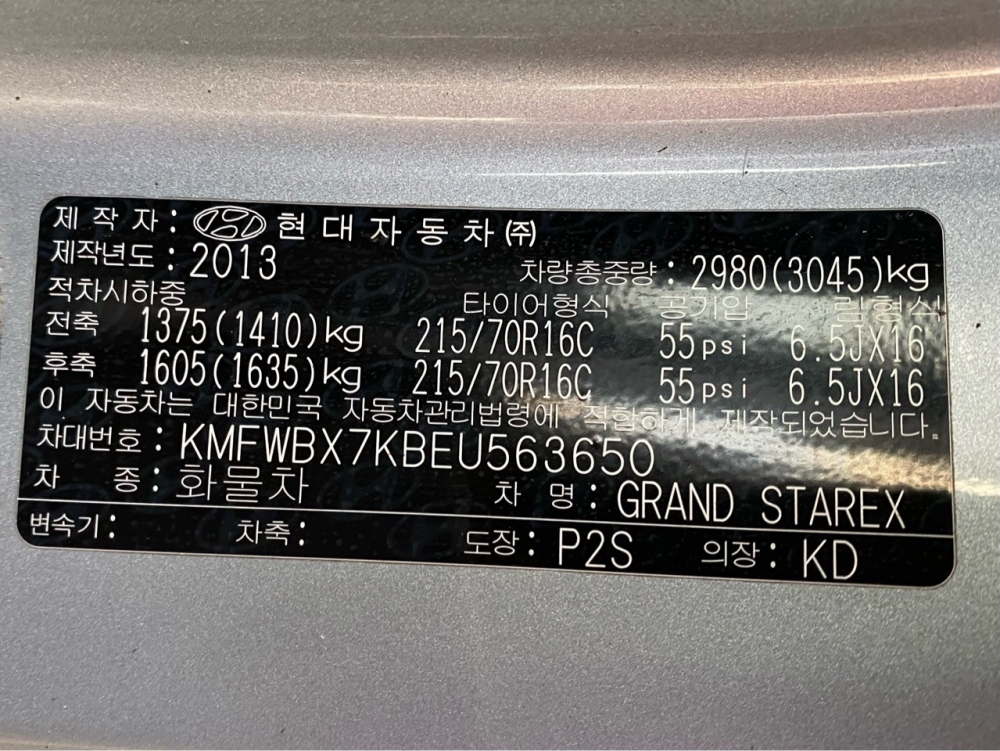 제 작 자 : 현 대 자 동 차 ㈜
제작년도 : 2013 차량총중량 : 2980(3045)kg
적차시하중 타이어형식 공기압 림형식
전축 1375(1410)kg 215/70R16C 55psi 6.5JX16
후축 1605(1635)kg 215/70R16C 55psi 6.5JX16
이 자동차는 대한민국 자동차관리법령에 적합하게 제작되었습니다.
차대번호 : KMFWBX7KBEU563650
차 종 : 화물차 차 명 : GRAND STAREX
변속기 : 차축 : 도장 : P2S 의장 : KD